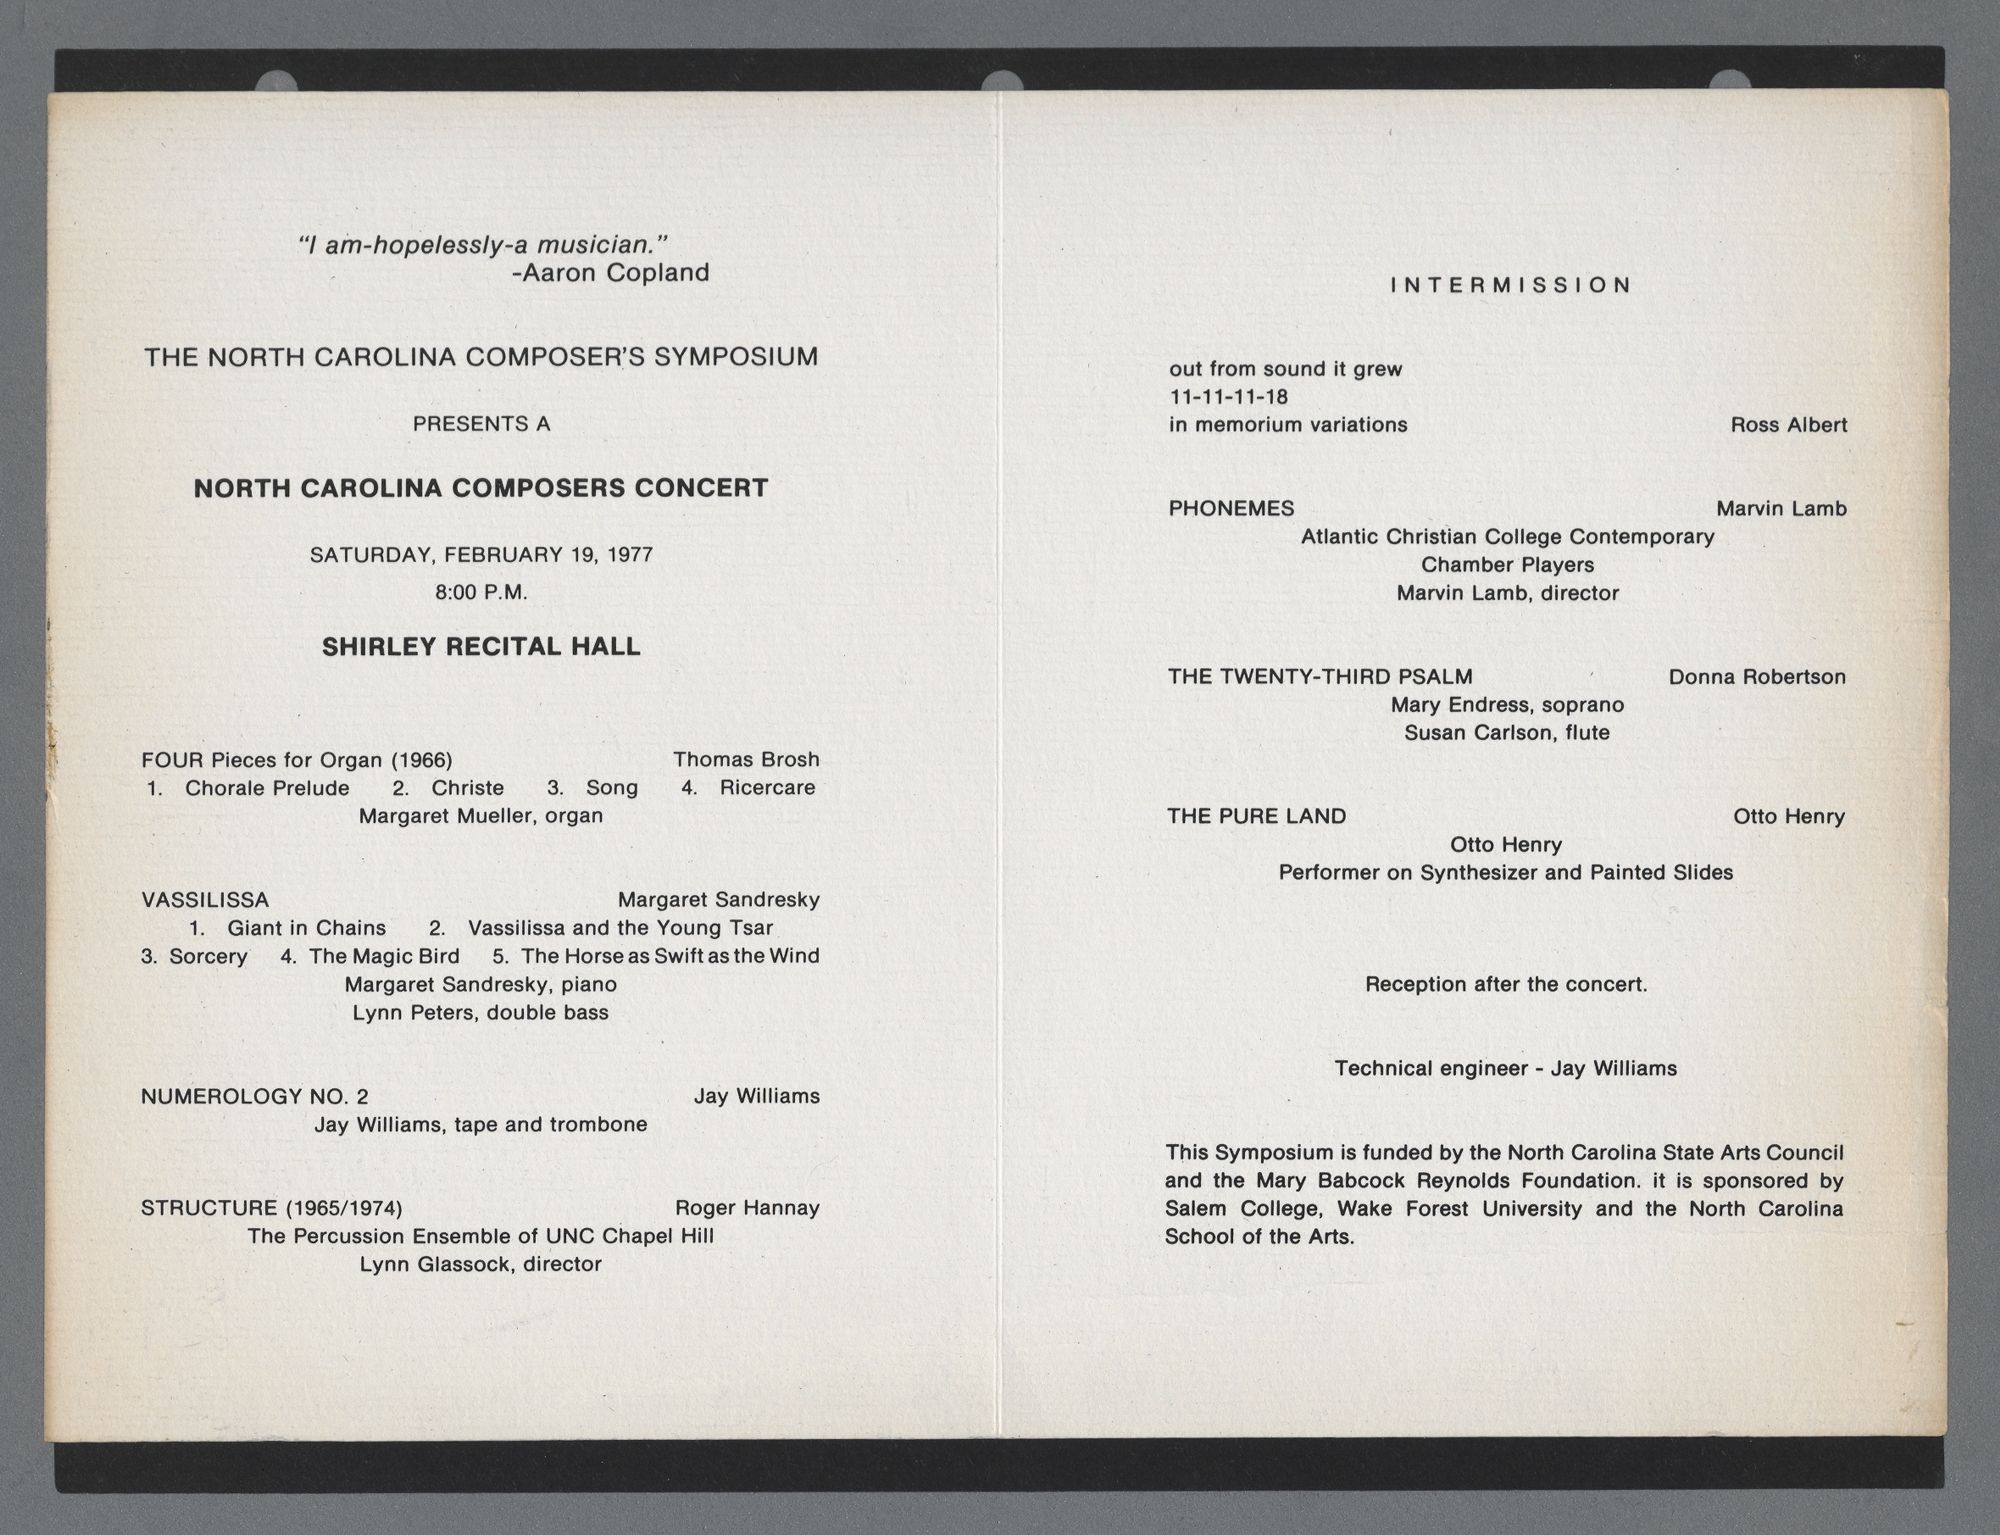 “I am-hopelessly-a musician.”
-Aaron Copland
THE NORTH CAROLINA COMPOSER’S SYMPOSIUM
PRESENTS A
NORTH CAROLINA COMPOSERS CONCERT
SATURDAY, FEBRUARY 19, 1977
8:00 P.M.
SHIRLEY RECITAL HALL
FOUR Pieces for Organ (1966) Thomas Brosh
1. Chorale Prelude 2. Christe 3. Song 4. Ricercare
Margaret Mueller, organ
VASSILISSA Margaret Sandresky
1. Giant in Chains 2. Vassilissa and the Young Tsar
3. Sorcery 4. The Magic Bird 5. The Horse as Swift as the Wind
Margaret Sandresky, piano
Lynn Peters, double bass
NUMEROLOGY NO. 2 Jay Williams
Jay Williams, tape and trombone
STRUCTURE (1965/1974) Roger Hannay
The Percussion Ensemble of UNC Chapel Hill
Lynn Glassock, director
INTERMISSION
out from sound it grew
11-11-11-18
in memorium variations Ross Albert
PHONEMES Marvin Lamb
Atlantic Christian College Contemporary
Chamber Players
Marvin Lamb, director
THE TWENTY-THIRD PSALM Donna Robertson
Mary Endress, soprano
Susan Carlson, flute
THE PURE LAND Otto Henry
Otto Henry
Performer on Synthesizer and Painted Slides
Reception after the concert.
Technical engineer - Jay Williams
This Symposium is funded by the North Carolina State Arts Council
and the Mary Babcock Reynolds Foundation. it is sponsored by
Salem College, Wake Forest University and the North Carolina
School of the Arts.